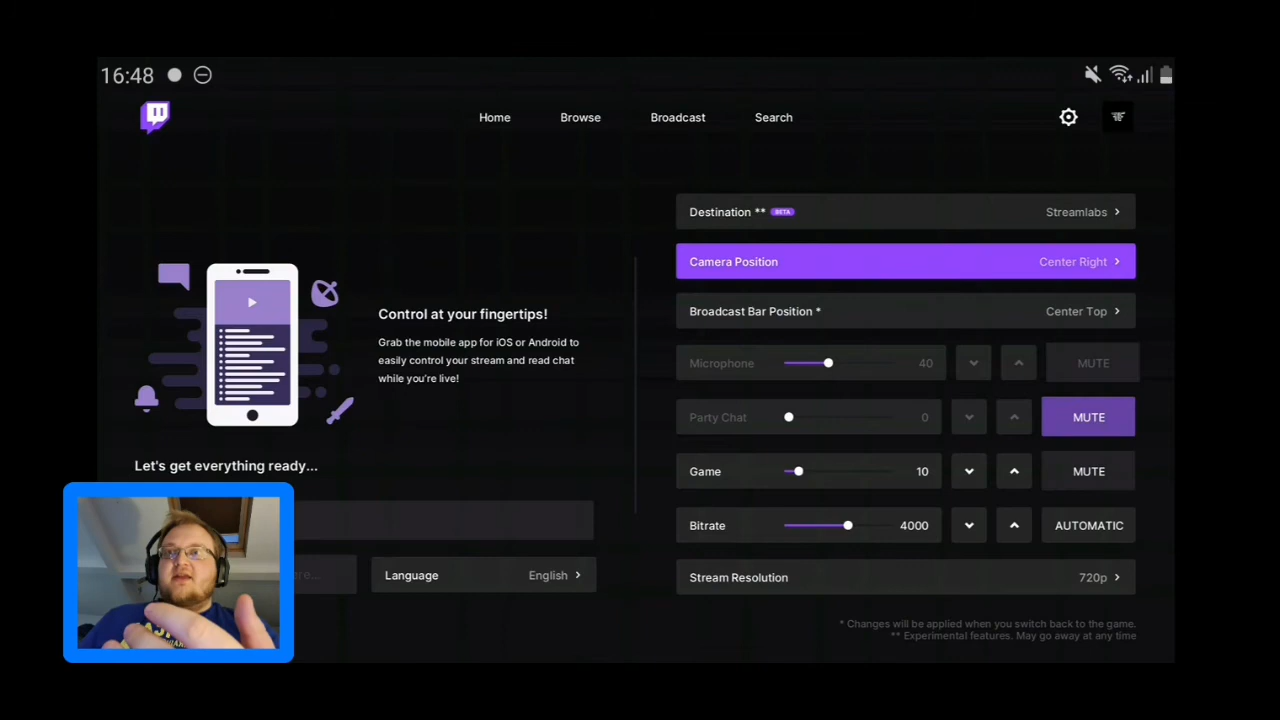 16:48
Home
Browse
Broadcast
Search
Destination ** BETA
Streamlabs
Camera Position
Center Right
Broadcast Bar Position *
Center Top
Microphone
40
MUTE
Party Chat
0
MUTE
Game
10
MUTE
Bitrate
4000
AUTOMATIC
Stream Resolution
720p
* Changes will be applied when you switch back to the game.
** Experimental features. May go away at any time
Control at your fingertips!
Grab the mobile app for iOS or Android to
easily control your stream and read chat
while you're live!
Let's get everything ready...
Language
English